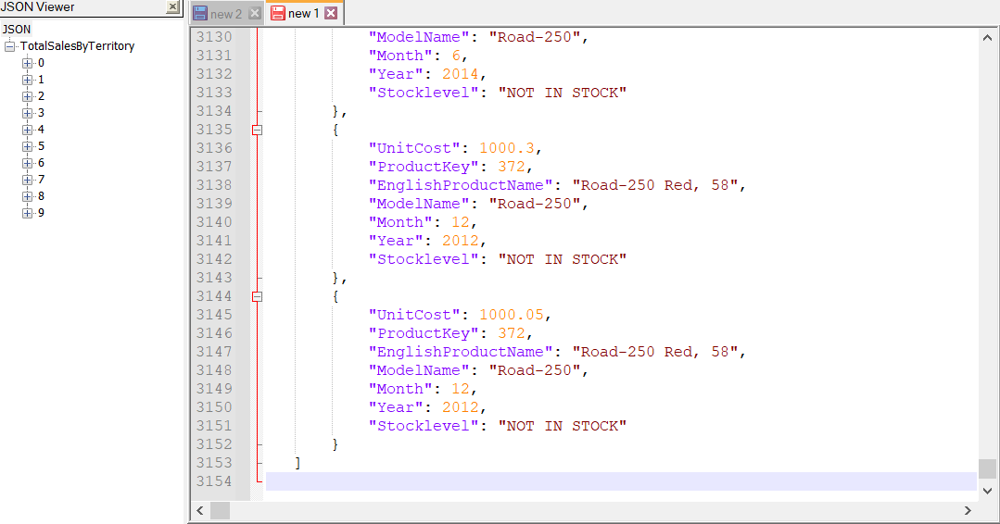 JSON Viewer
new 2
new 1
JSON
TotalSalesByTerritory
0
1
2
3
4
5
6
7
8
9
3130 "ModelName": "Road-250",
3131 "Month": 6,
3132 "Year": 2014,
3133 "Stocklevel": "NOT IN STOCK"
3134 },
3135 {
3136 "UnitCost": 1000.3,
3137 "ProductKey": 372,
3138 "EnglishProductName": "Road-250 Red, 58",
3139 "ModelName": "Road-250",
3140 "Month": 12,
3141 "Year": 2012,
3142 "Stocklevel": "NOT IN STOCK"
3143 },
3144 {
3145 "UnitCost": 1000.05,
3146 "ProductKey": 372,
3147 "EnglishProductName": "Road-250 Red, 58",
3148 "ModelName": "Road-250",
3149 "Month": 12,
3150 "Year": 2012,
3151 "Stocklevel": "NOT IN STOCK"
3152 }
3153 ]
3154